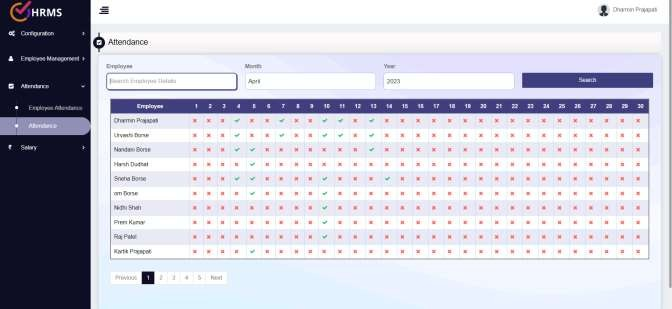 HRMS
Dharmin Prajapati
Configuration
Employee Management
Attendance
Employee Attendance
Attendance
Salary
Attendance
Employee Month Year
Search Employee Details April 2023 Search
Employee 1 2 3 4 5 6 7 8 9 10 11 12 13 14 15 16 17 18 19 20 21 22 23 24 25 26 27 28 29 30
Dharmin Prajapati
Urvashi Borse
Nandani Borse
Harsh Dudhat
Sneha Borse
om Borse
Nidhi Shah
Prem Kumar
Raj Patel
Kartik Prajapati
Previous 1 2 3 4 5 Next